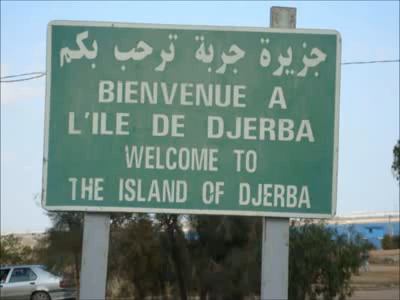 جزيرة جربة ترحب بكم
BIENVENUE A
L'ILE DE DJERBA
WELCOME TO
THE ISLAND OF DJERBA